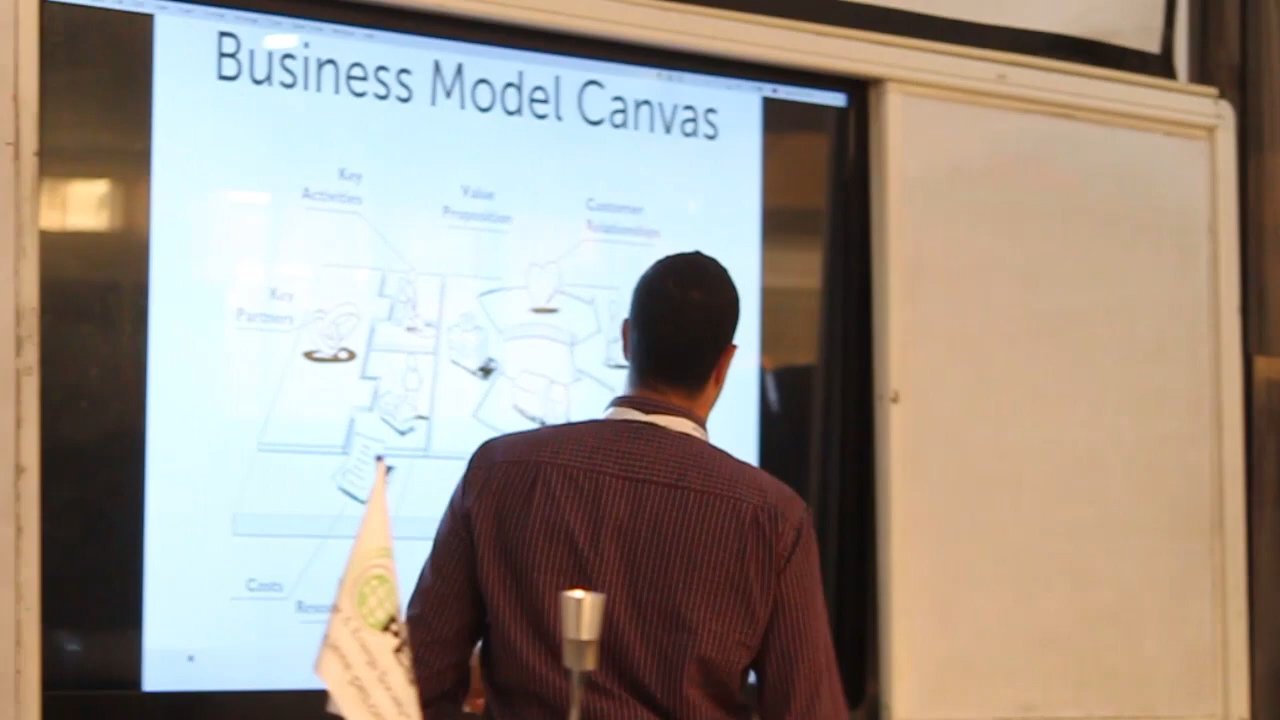 Business Model Canvas
Key
Activities
Value
Proposition
Customer
Relationships
Key
Partners
Costs